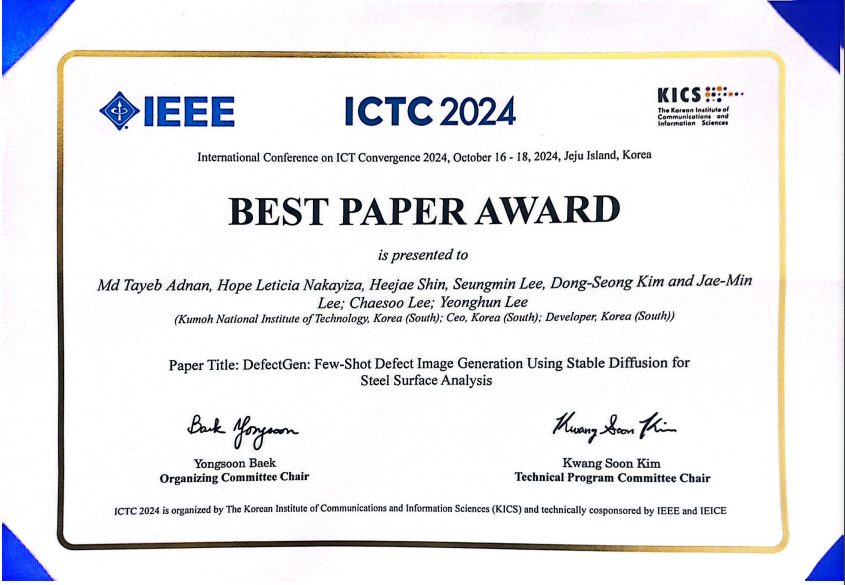 IEEE
ICTC 2024
KICS
The Korean Institute of
Communications and
Information Sciences
International Conference on ICT Convergence 2024, October 16 - 18, 2024, Jeju Island, Korea
BEST PAPER AWARD
is presented to
Md Tayeb Adnan, Hope Leticia Nakayiza, Heejae Shin, Seungmin Lee, Dong-Seong Kim and Jae-Min
Lee; Chaesoo Lee; Yeonghun Lee
(Kumoh National Institute of Technology, Korea (South); Ceo, Korea (South); Developer, Korea (South))
Paper Title: DefectGen: Few-Shot Defect Image Generation Using Stable Diffusion for
Steel Surface Analysis
Baek Yongsoon
Kwang Soon Kim
Yongsoon Baek
Kwang Soon Kim
Organizing Committee Chair
Technical Program Committee Chair
ICTC 2024 is organized by The Korean Institute of Communications and Information Sciences (KICS) and technically cosponsored by IEEE and IEICE